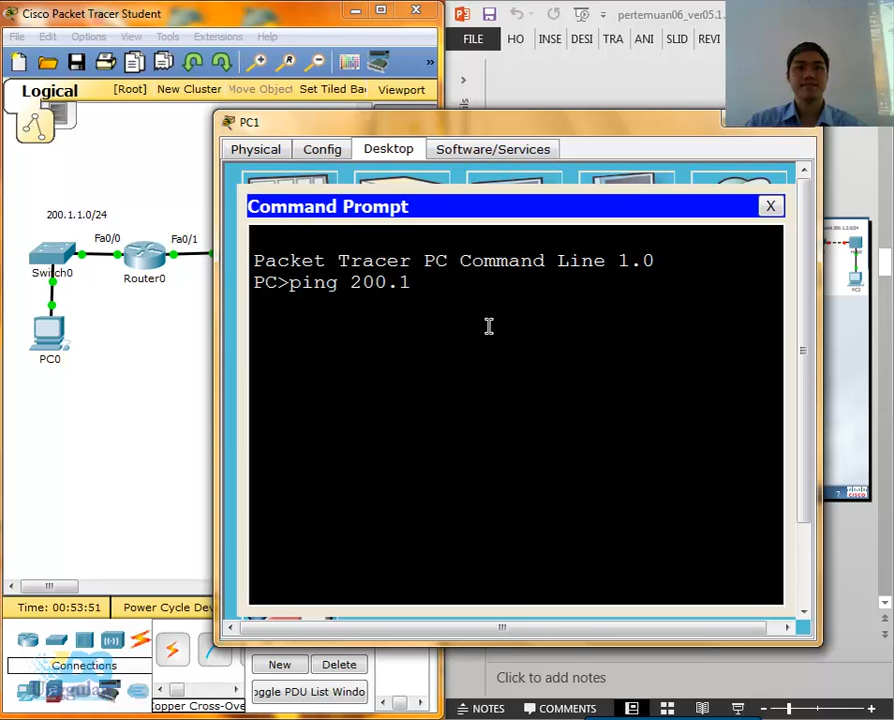 Cisco Packet Tracer Student
File Edit Options View Tools Extensions Help
Logical
[Root] New Cluster Move Object Set Tiled Ba Viewport
200.1.1.0/24
Fa0/0 Fa0/1
Switch0
Router0
PC0
Time: 00:53:51 Power Cycle Dev
Connections
New Delete
oggle PDU List Windo
Copper Cross-Ove
PC1
Physical Config Desktop Software/Services
Command Prompt X
Packet Tracer PC Command Line 1.0
PC>ping 200.1
pertemuan06_ver05.1.
FILE HO INSE DESI TRA ANI SLID REVI
7 CISCO
Click to add notes
NOTES COMMENTS